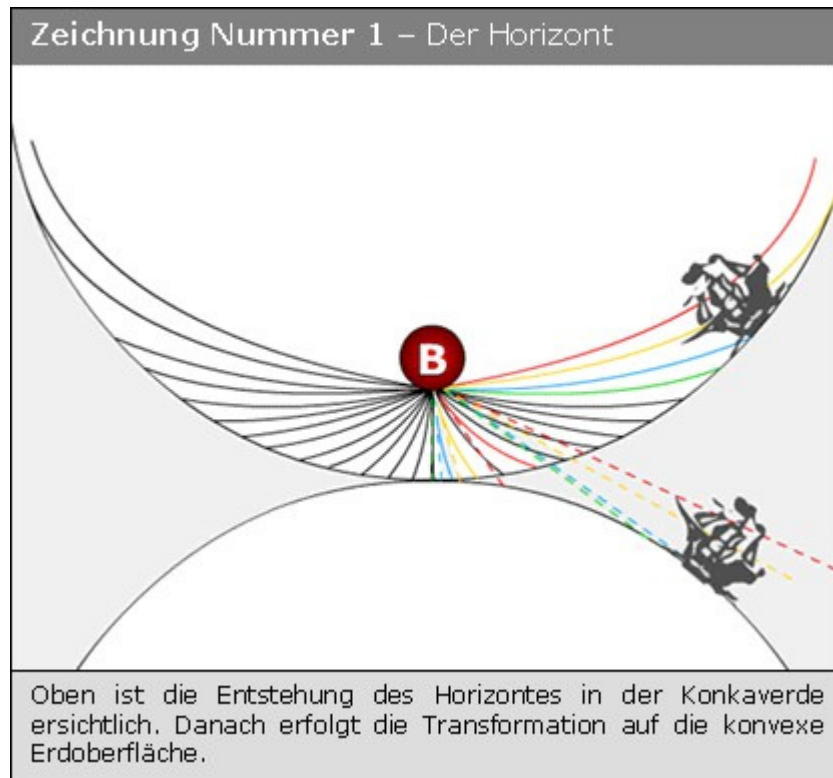 Zeichnung Nummer 1 – Der Horizont
B
Oben ist die Entstehung des Horizontes in der Konkaverde
ersichtlich. Danach erfolgt die Transformation auf die konvexe
Erdoberfläche.